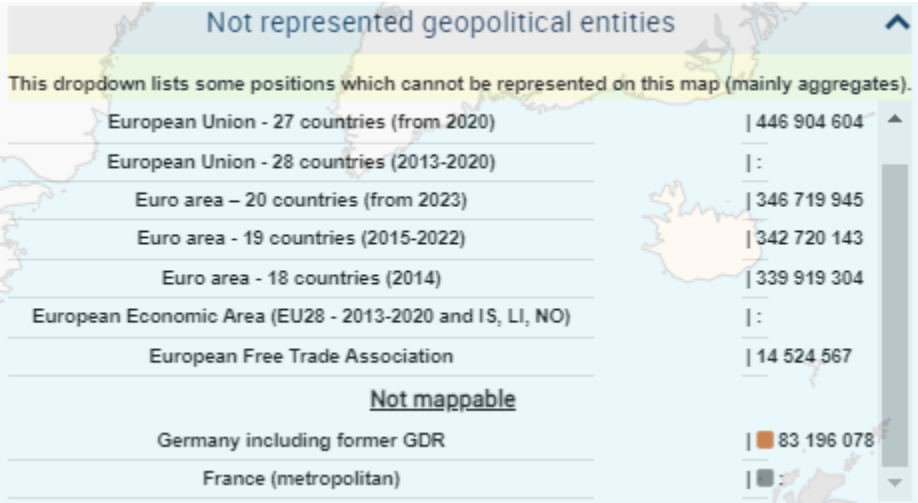 Not represented geopolitical entities
This dropdown lists some positions which cannot be represented on this map (mainly aggregates).
European Union - 27 countries (from 2020) | 446 904 604
European Union - 28 countries (2013-2020) | :
Euro area – 20 countries (from 2023) | 346 719 945
Euro area - 19 countries (2015-2022) | 342 720 143
Euro area - 18 countries (2014) | 339 919 304
European Economic Area (EU28 - 2013-2020 and IS, LI, NO) | :
European Free Trade Association | 14 524 567
Not mappable
Germany including former GDR | 83 196 078
France (metropolitan) | :